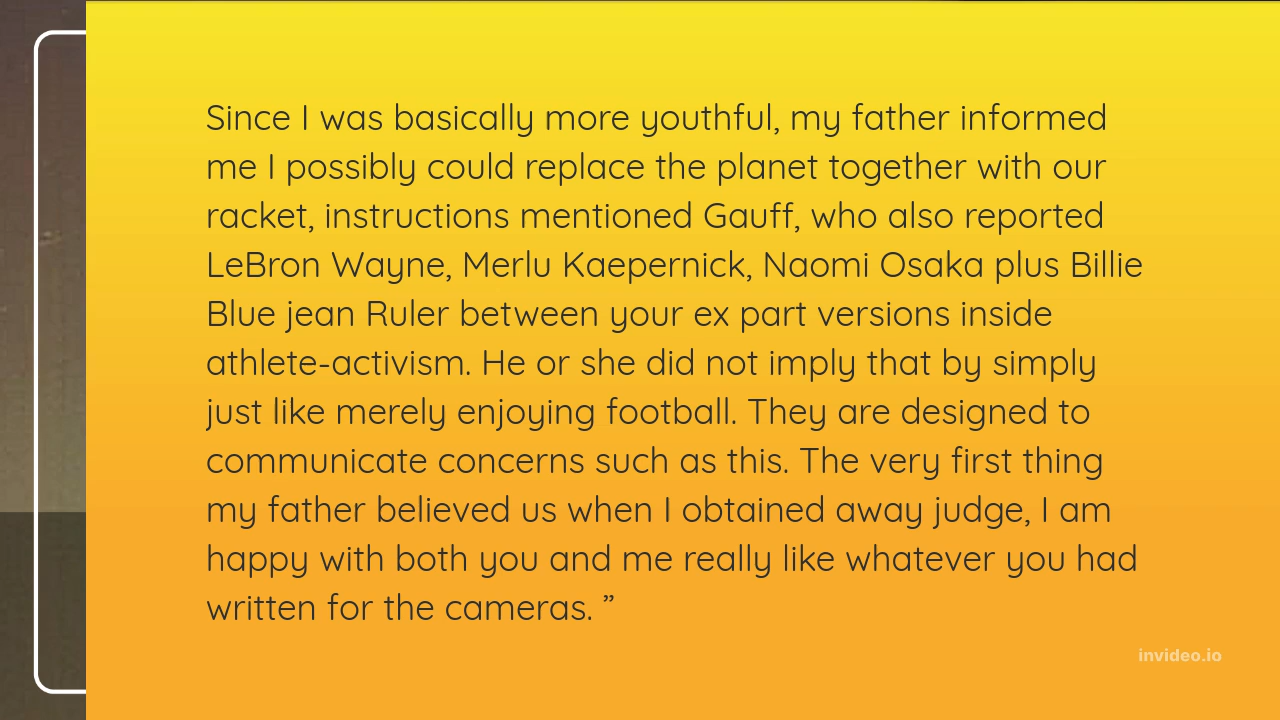 Since I was basically more youthful, my father informed
me I possibly could replace the planet together with our
racket, instructions mentioned Gauff, who also reported
LeBron Wayne, Merlu Kaepernick, Naomi Osaka plus Billie
Blue jean Ruler between your ex part versions inside
athlete-activism. He or she did not imply that by simply
just like merely enjoying football. They are designed to
communicate concerns such as this. The very first thing
my father believed us when I obtained away judge, I am
happy with both you and me really like whatever you had
written for the cameras. ”
invideo.io